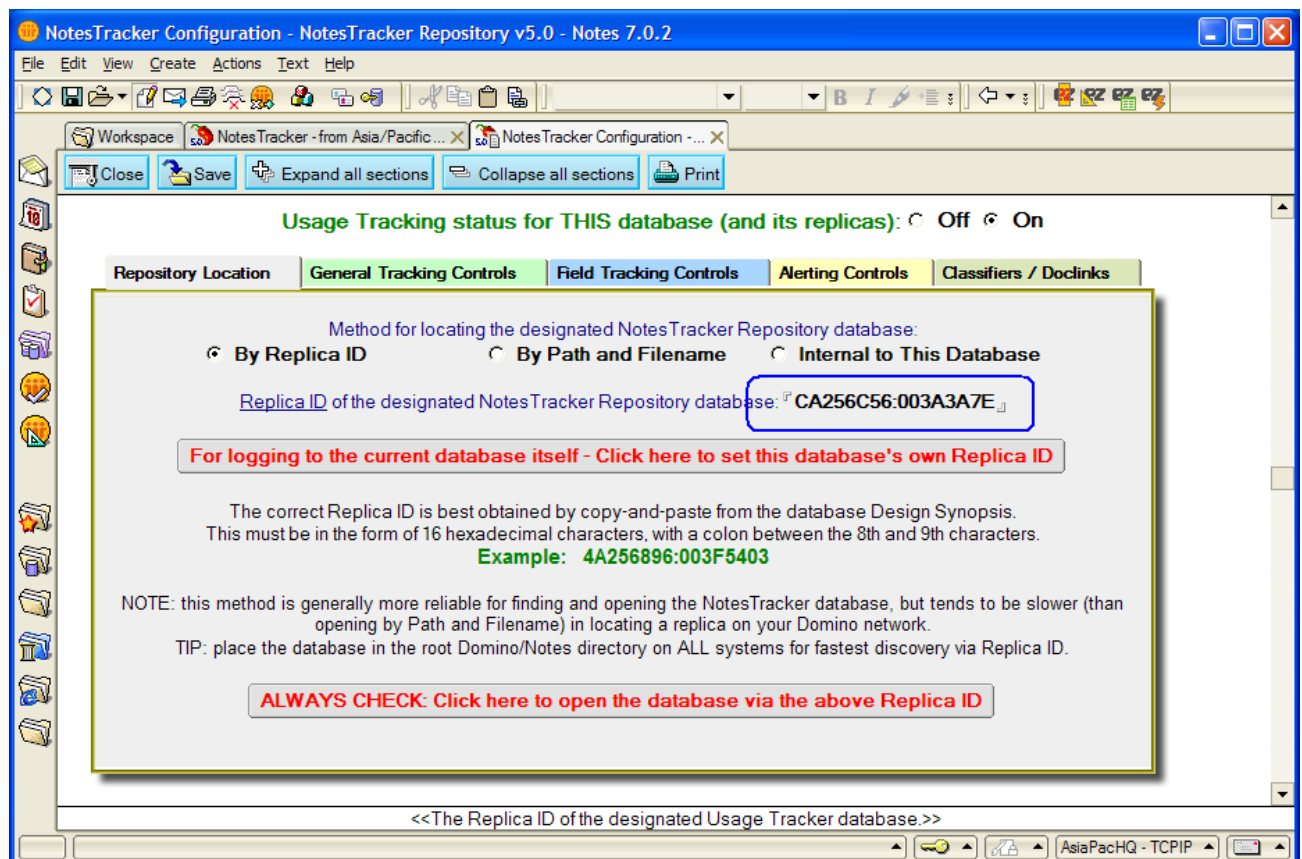 NotesTracker Configuration - NotesTracker Repository v5.0 - Notes 7.0.2
File Edit View Create Actions Text Help
B I
Workspace NotesTracker - from Asia/Pacific... NotesTracker Configuration -...
Close Save Expand all sections Collapse all sections Print
Usage Tracking status for THIS database (and its replicas): Off On
Repository Location General Tracking Controls Field Tracking Controls Alerting Controls Classifiers / Doclinks
Method for locating the designated NotesTracker Repository database:
By Replica ID By Path and Filename Internal to This Database
Replica ID of the designated NotesTracker Repository database: CA256C56:003A3A7E
For logging to the current database itself - Click here to set this database's own Replica ID
The correct Replica ID is best obtained by copy-and-paste from the database Design Synopsis.
This must be in the form of 16 hexadecimal characters, with a colon between the 8th and 9th characters.
Example: 4A256896:003F5403
NOTE: this method is generally more reliable for finding and opening the NotesTracker database, but tends to be slower (than
opening by Path and Filename) in locating a replica on your Domino network.
TIP: place the database in the root Domino/Notes directory on ALL systems for fastest discovery via Replica ID.
ALWAYS CHECK: Click here to open the database via the above Replica ID
<<The Replica ID of the designated Usage Tracker database.>>
AsiaPacHQ - TCPIP